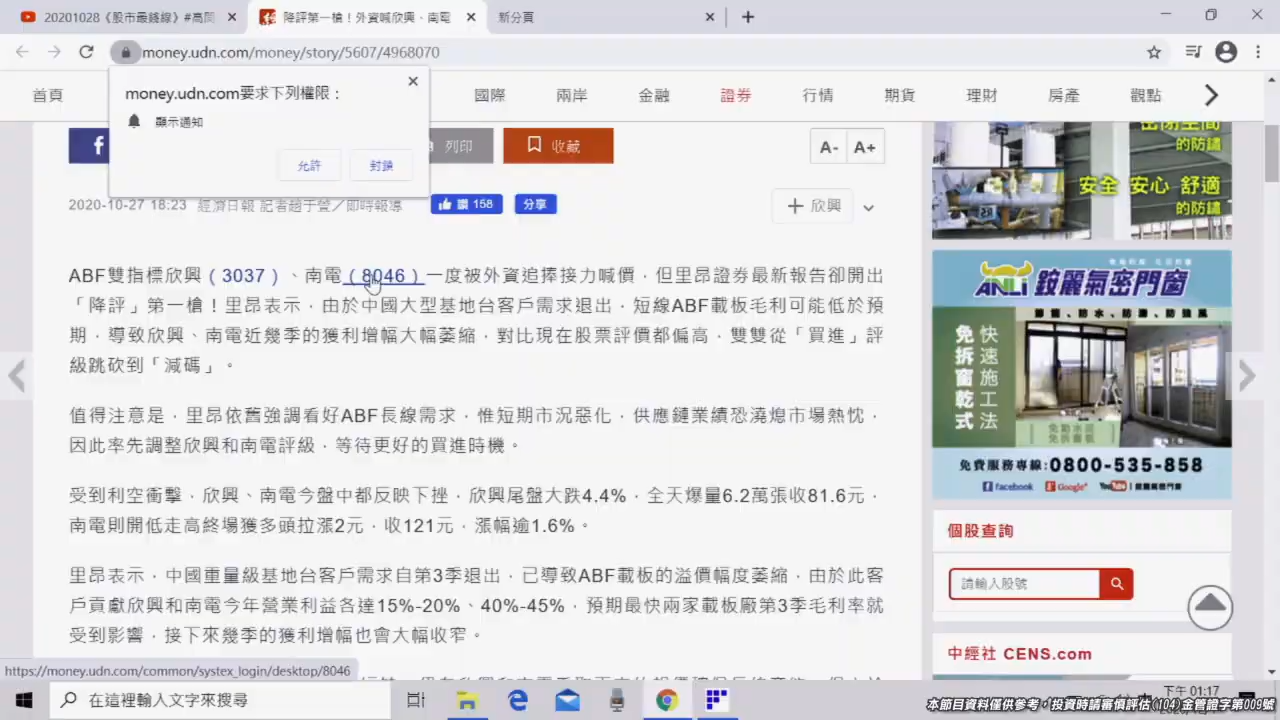 20201028《股市最錢線》#高閔
降評第一槍！外資喊欣興、南電
新分頁
money.udn.com/money/story/5607/4968070
money.udn.com要求下列權限：
顯示通知
允許
封鎖
首頁
國際
兩岸
金融
證券
行情
期貨
理財
房產
觀點
列印
收藏
A-
A+
2020-10-27 18:23 經濟日報 記者趙于萱／即時報導
讚 158
分享
欣興
ABF雙指標欣興（3037）、南電（8046）一度被外資追捧接力喊價，但里昂證券最新報告卻開出
「降評」第一槍！里昂表示，由於中國大型基地台客戶需求退出，短線ABF載板毛利可能低於預
期，導致欣興、南電近幾季的獲利增幅大幅萎縮，對比現在股票評價都偏高，雙雙從「買進」評
級跳砍到「減碼」。
值得注意是，里昂依舊強調看好ABF長線需求，惟短期市況惡化，供應鏈業績恐澆熄市場熱忱，
因此率先調整欣興和南電評級，等待更好的買進時機。
受到利空衝擊，欣興、南電今盤中都反映下挫，欣興尾盤大跌4.4%，全天爆量6.2萬張收81.6元，
南電則開低走高終場獲多頭拉漲2元，收121元，漲幅逾1.6%。
里昂表示，中國重量級基地台客戶需求自第3季退出，已導致ABF載板的溢價幅度萎縮，由於此客
戶貢獻欣興和南電今年營業利益各達15%-20%、40%-45%，預期最快兩家載板廠第3季毛利率就
受到影響，接下來幾季的獲利增幅也會大幅收窄。
密閉空間
的防鏽
安全 安心 舒適
的防鏽
ANLI 鋐麗氣密門窗
免拆窗乾式
快速施工法
免費服務專線:0800-535-858
facebook
Google+
YouTube
個股查詢
請輸入股號
中經社 CENS.com
https://money.udn.com/common/systex_login/desktop/8046
在這裡輸入文字來搜尋
下午 01:17
本節目資料僅供參考，投資時請審慎評估(104)金管證字第009號